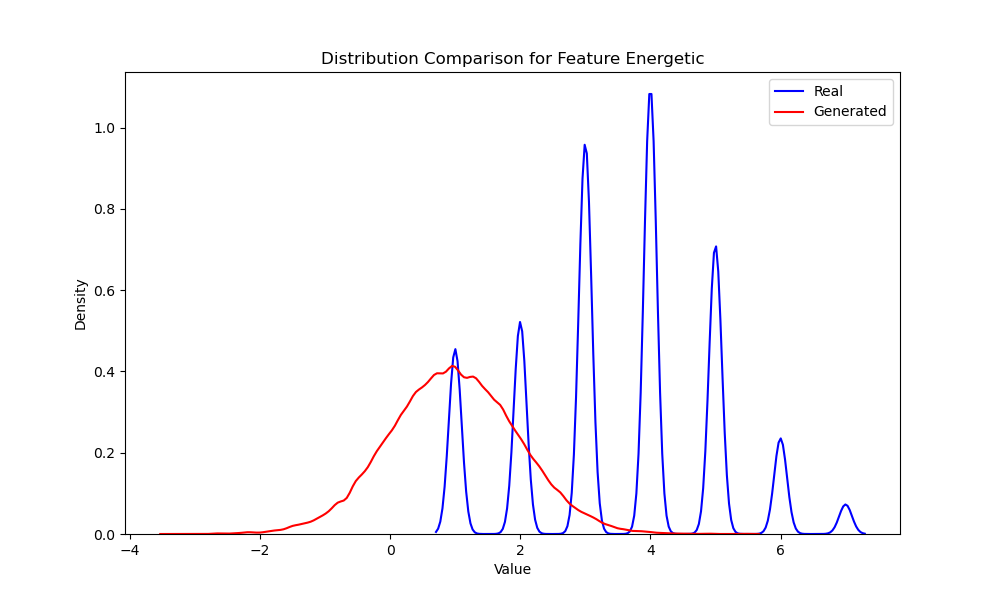 Distribution Comparison for Feature Energetic
Real
Generated
Density
1.0
0.8
0.6
0.4
0.2
0.0
−4
−2
0
2
4
6
Value